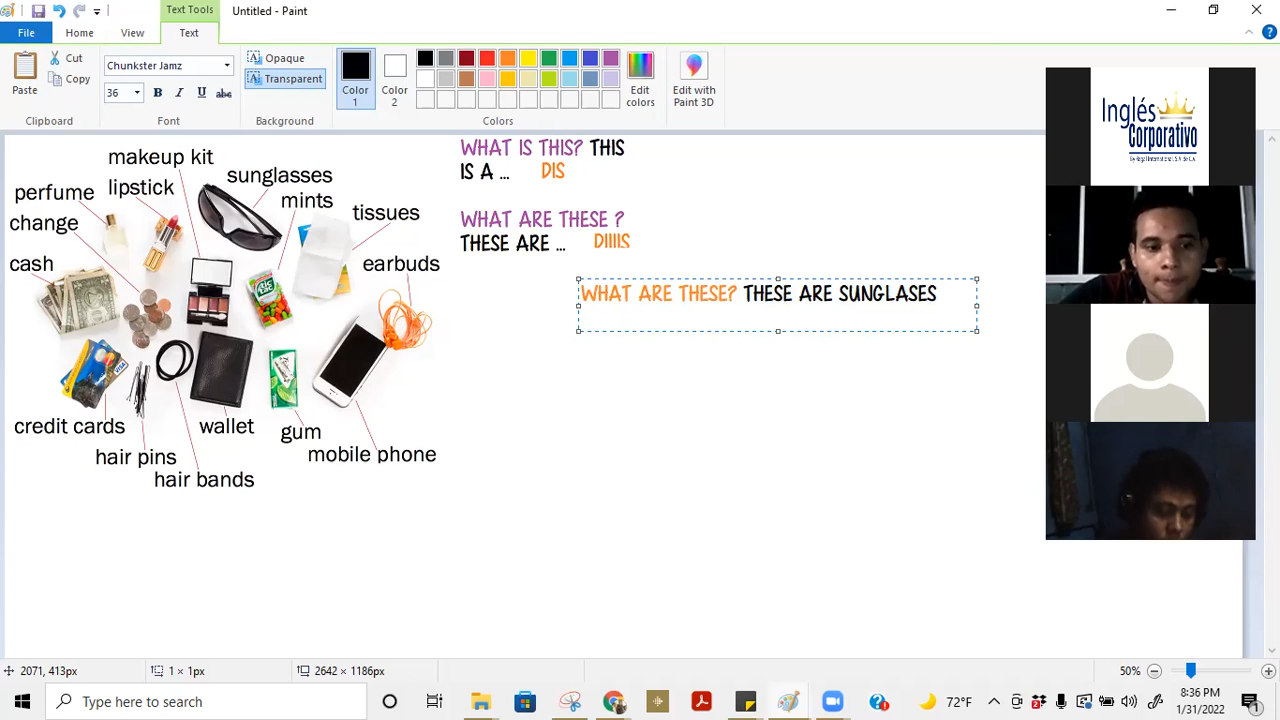 Untitled - Paint
Text Tools
File
Home
View
Text
Paste
Cut
Copy
Clipboard
Chunkster Jamz
36
B I U abc
Font
Opaque
Transparent
Background
Color 1
Color 2
Edit colors
Colors
Edit with Paint 3D
makeup kit
sunglasses
perfume
lipstick
mints
change
tissues
cash
earbuds
credit cards
wallet
gum
hair pins
mobile phone
hair bands
WHAT IS THIS? THIS
IS A ... DIS
WHAT ARE THESE ?
THESE ARE ... DIIIIS
WHAT ARE THESE? THESE ARE SUNGLASES
Inglés
Corporativo
2071, 413px
1 × 1px
2642 × 1186px
50%
Type here to search
72°F
8:36 PM
1/31/2022